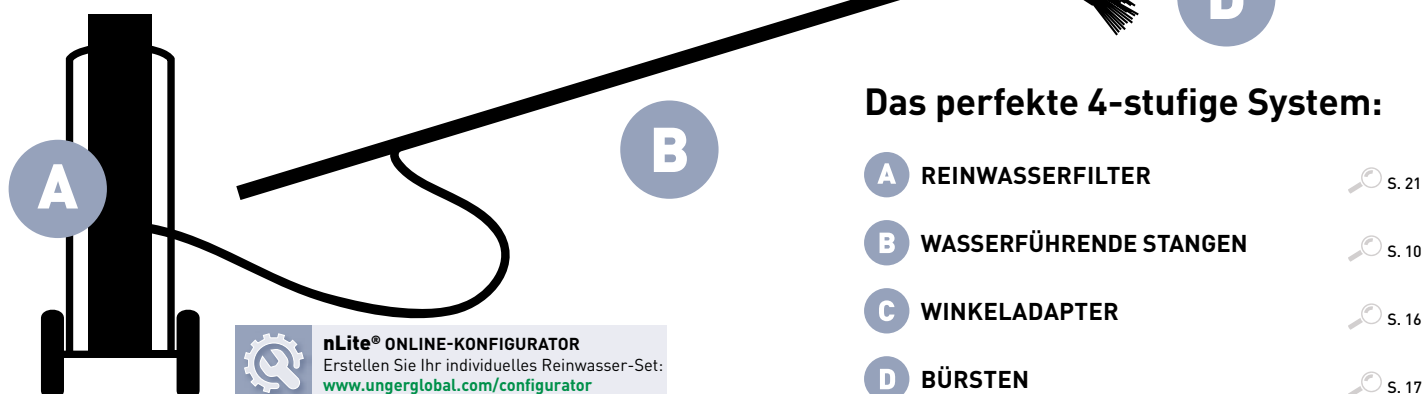 D
A
B
Das perfekte 4-stufige System:
A REINWASSERFILTER S. 21
B WASSERFÜHRENDE STANGEN S. 10
C WINKELADAPTER S. 16
D BÜRSTEN S. 17
nLite® ONLINE-KONFIGURATOR
Erstellen Sie Ihr individuelles Reinwasser-Set:
www.ungerglobal.com/configurator